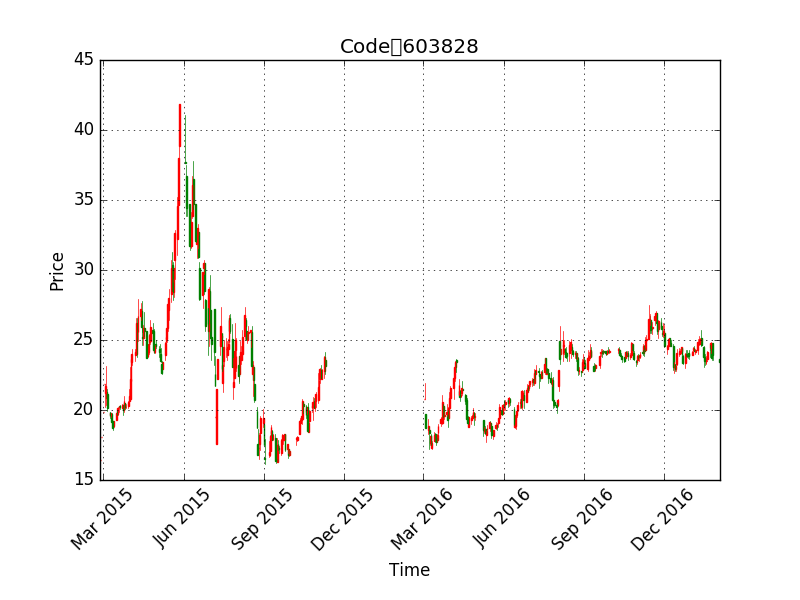 Code▯603828
45
40
35
30
25
20
15
Price
Mar 2015
Jun 2015
Sep 2015
Dec 2015
Mar 2016
Jun 2016
Sep 2016
Dec 2016
Time